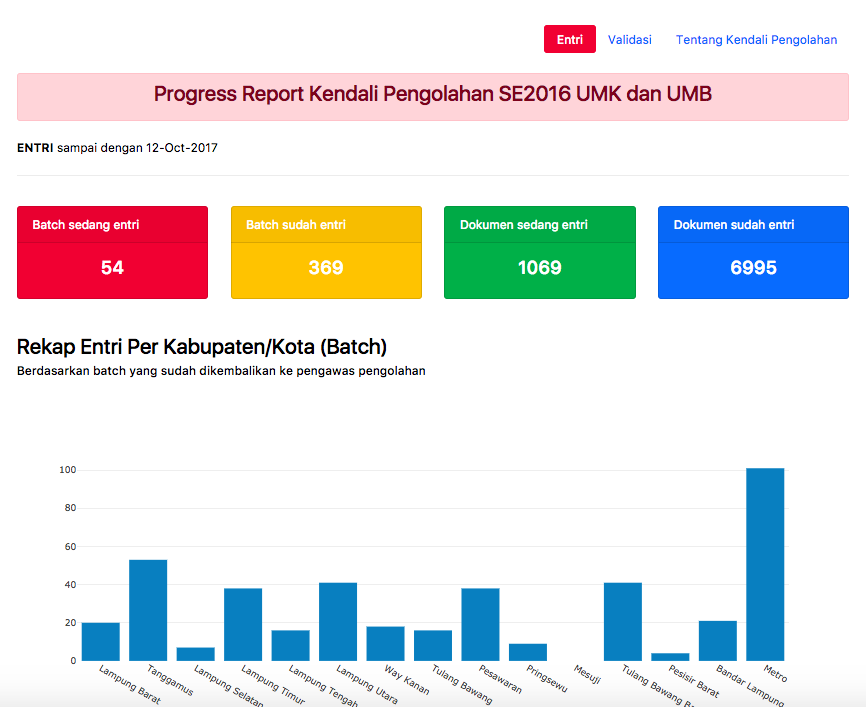 Entri Validasi Tentang Kendali Pengolahan
Progress Report Kendali Pengolahan SE2016 UMK dan UMB
ENTRI sampai dengan 12-Oct-2017
Batch sedang entri
54
Batch sudah entri
369
Dokumen sedang entri
1069
Dokumen sudah entri
6995
Rekap Entri Per Kabupaten/Kota (Batch)
Berdasarkan batch yang sudah dikembalikan ke pengawas pengolahan
100
80
60
40
20
0
Lampung Barat
Tanggamus
Lampung Selatan
Lampung Timur
Lampung Tengah
Lampung Utara
Way Kanan
Tulang Bawang
Pesawaran
Pringsewu
Mesuji
Tulang Bawang
Pesisir Barat
Bandar Lampung
Metro